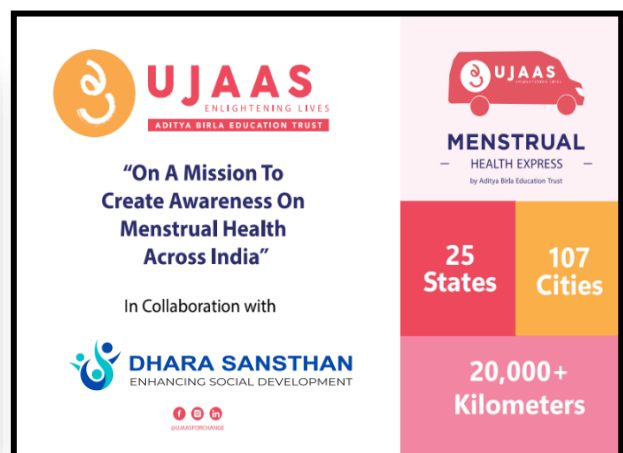 UJAAS
ENLIGHTENING LIVES
ADITYA BIRLA EDUCATION TRUST
“On A Mission To
Create Awareness On
Menstrual Health
Across India”
In Collaboration with
DHARA SANSTHAN
ENHANCING SOCIAL DEVELOPMENT
@UJAASFORCHANGE
UJAAS
ENLIGHTENING LIVES
MENSTRUAL
HEALTH EXPRESS
by Aditya Birla Education Trust
25
States
107
Cities
20,000+
Kilometers